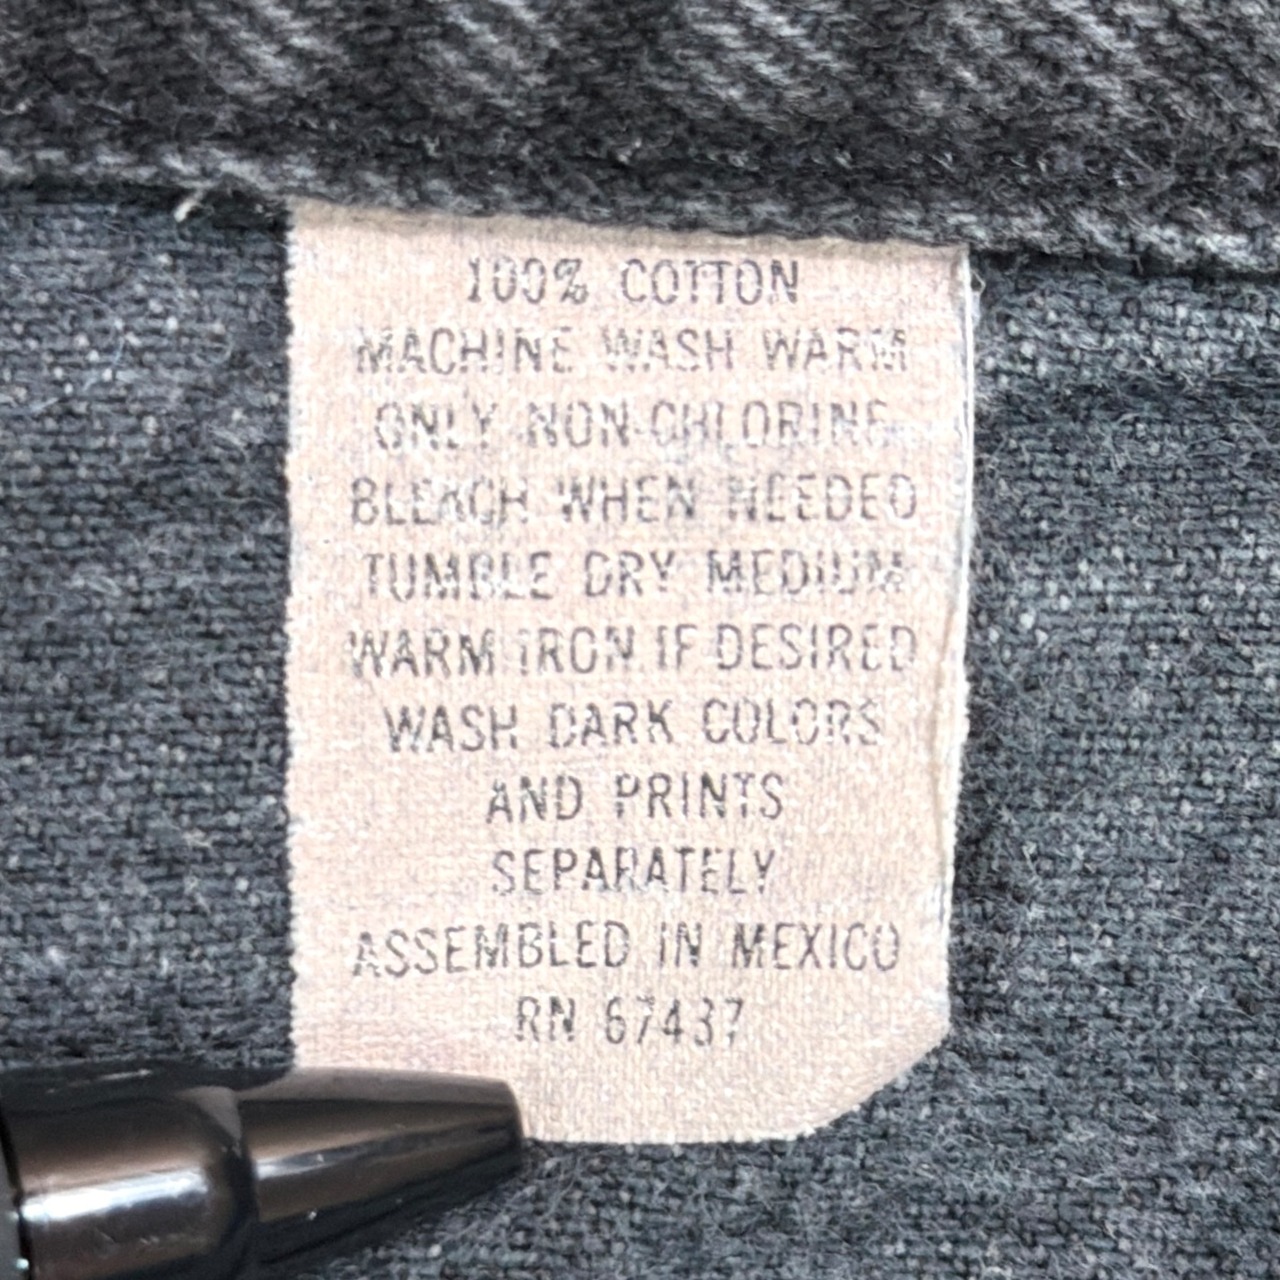 100% COTTON
MACHINE WASH WARM
ONLY NON-CHLORINE
BLEACH WHEN NEEDED
TUMBLE DRY MEDIUM
WARM IRON IF DESIRED
WASH DARK COLORS
AND PRINTS
SEPARATELY
ASSEMBLED IN MEXICO
RN 67437